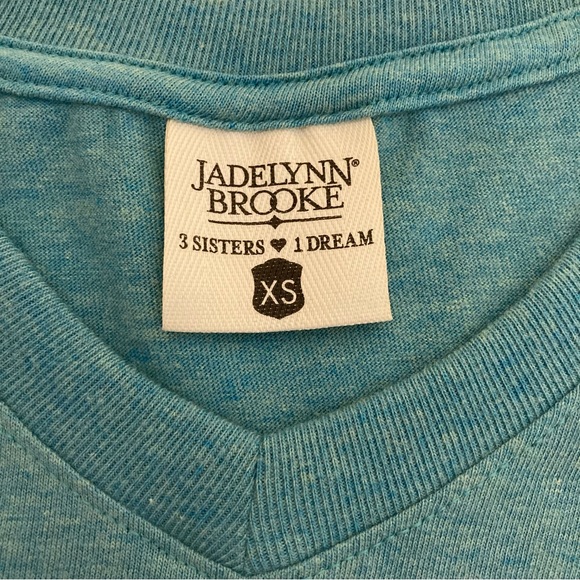 JADELYNN®
BROOKE
3 SISTERS ♥ 1 DREAM
XS